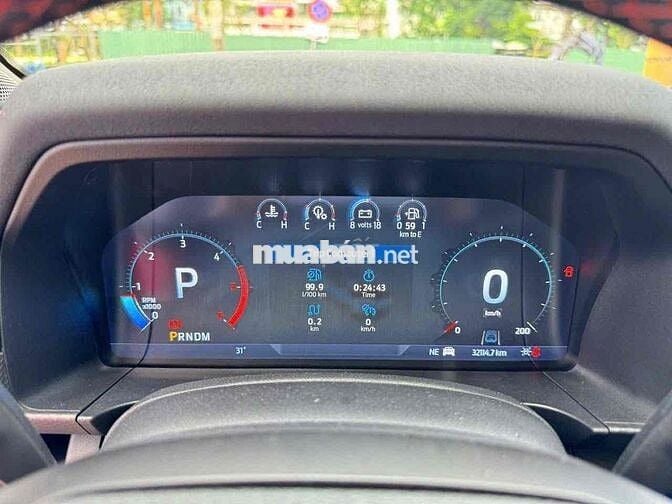 C H
C H
8 volts 18
0 59 1
km to E
muabán.net
1 2 3 4
P
RPM
x1000
0
99.9
l/100 km
0:24:43
Time
0.2
km
0
km/h
0
km/h
0 200
PRNDM
31°
NE
32114.7 km